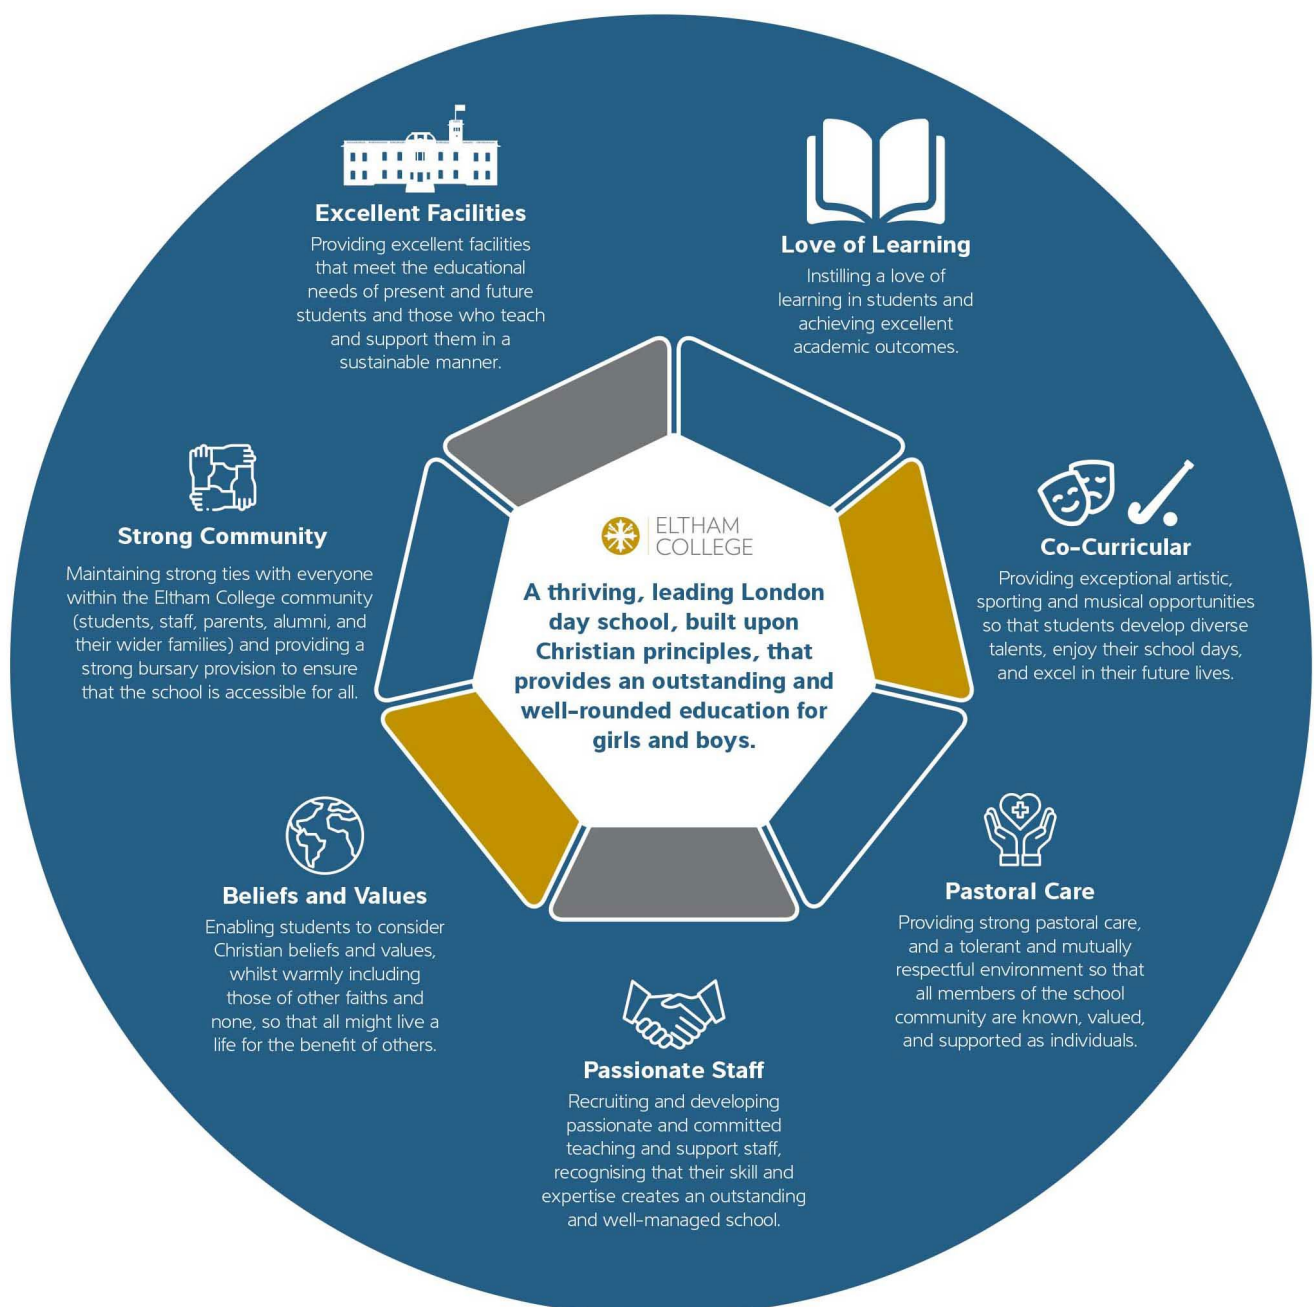 Excellent Facilities
Providing excellent facilities
that meet the educational
needs of present and future
students and those who teach
and support them in a
sustainable manner.
Love of Learning
Instilling a love of
learning in students and
achieving excellent
academic outcomes.
Strong Community
Maintaining strong ties with everyone
within the Eltham College community
(students, staff, parents, alumni, and
their wider families) and providing a
strong bursary provision to ensure
that the school is accessible for all.
ELTHAM
COLLEGE
A thriving, leading London
day school, built upon
Christian principles, that
provides an outstanding and
well-rounded education for
girls and boys.
Co-Curricular
Providing exceptional artistic,
sporting and musical opportunities
so that students develop diverse
talents, enjoy their school days,
and excel in their future lives.
Beliefs and Values
Enabling students to consider
Christian beliefs and values,
whilst warmly including
those of other faiths and
none, so that all might live a
life for the benefit of others.
Pastoral Care
Providing strong pastoral care,
and a tolerant and mutually
respectful environment so that
all members of the school
community are known, valued,
and supported as individuals.
Passionate Staff
Recruiting and developing
passionate and committed
teaching and support staff,
recognising that their skill and
expertise creates an outstanding
and well-managed school.